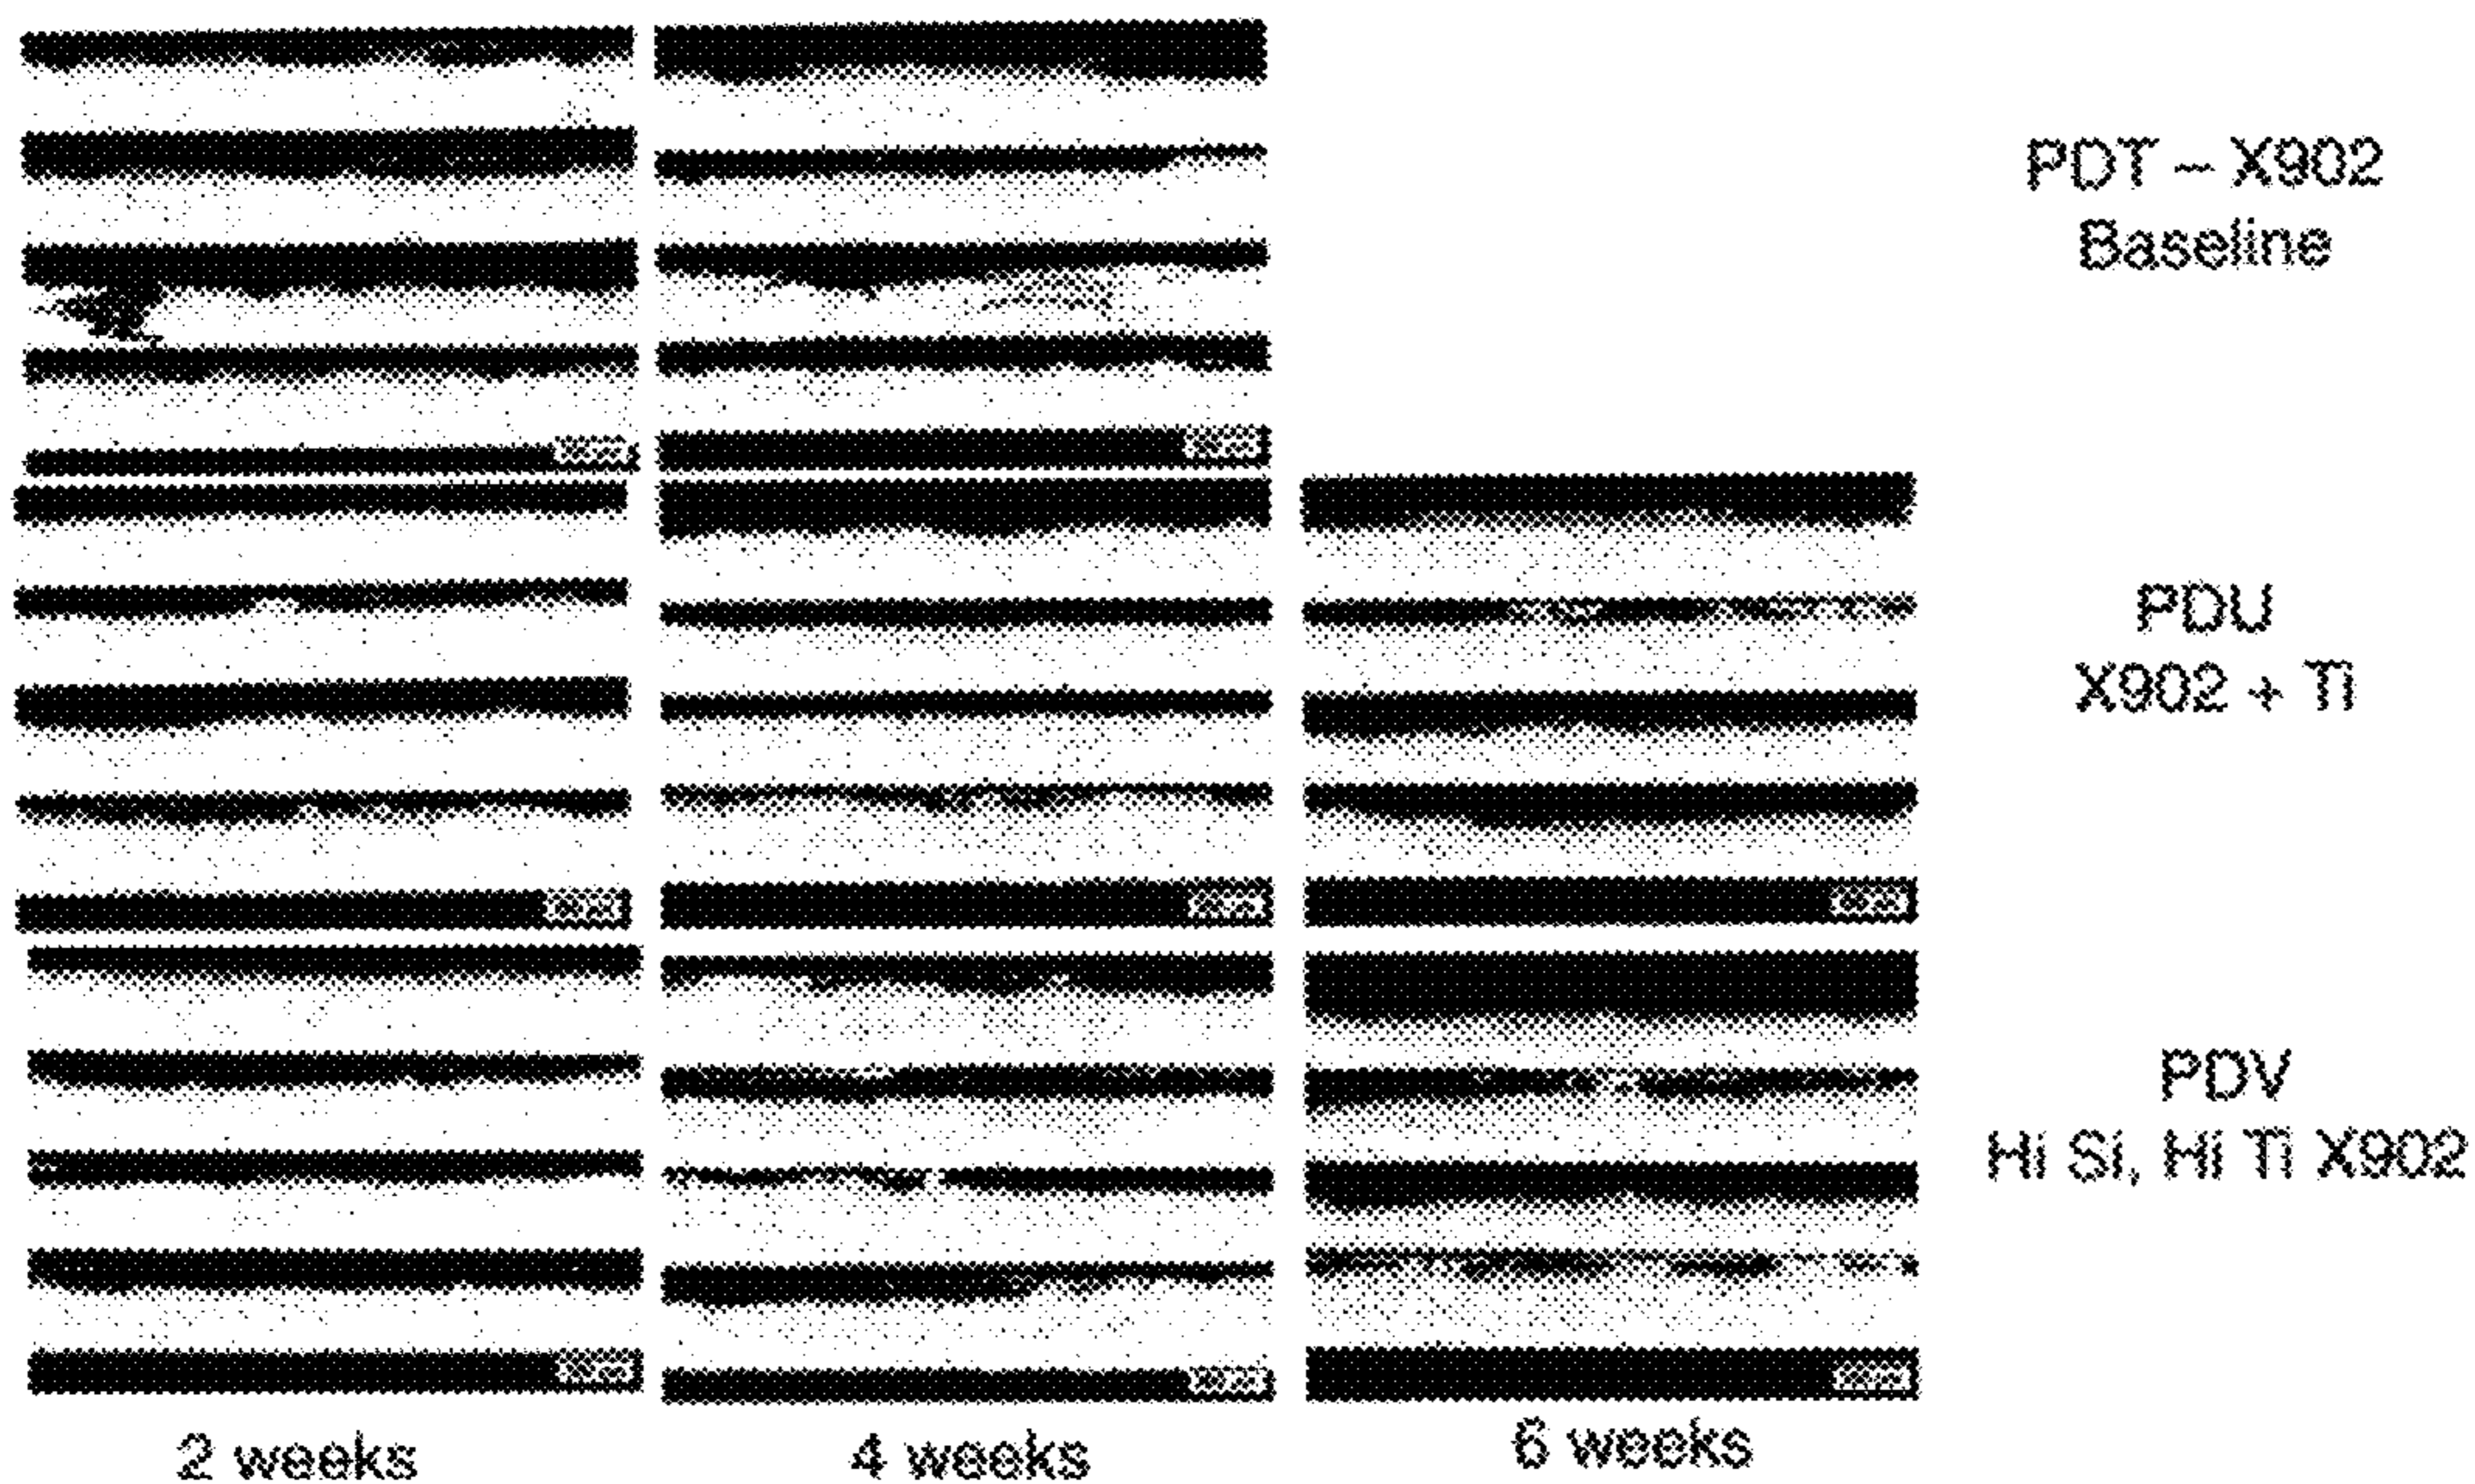 PDT – X902
Baseline
PDU
X902 + Ti
PDV
Hi Si, Hi Ti X902
2 weeks
4 weeks
6 weeks